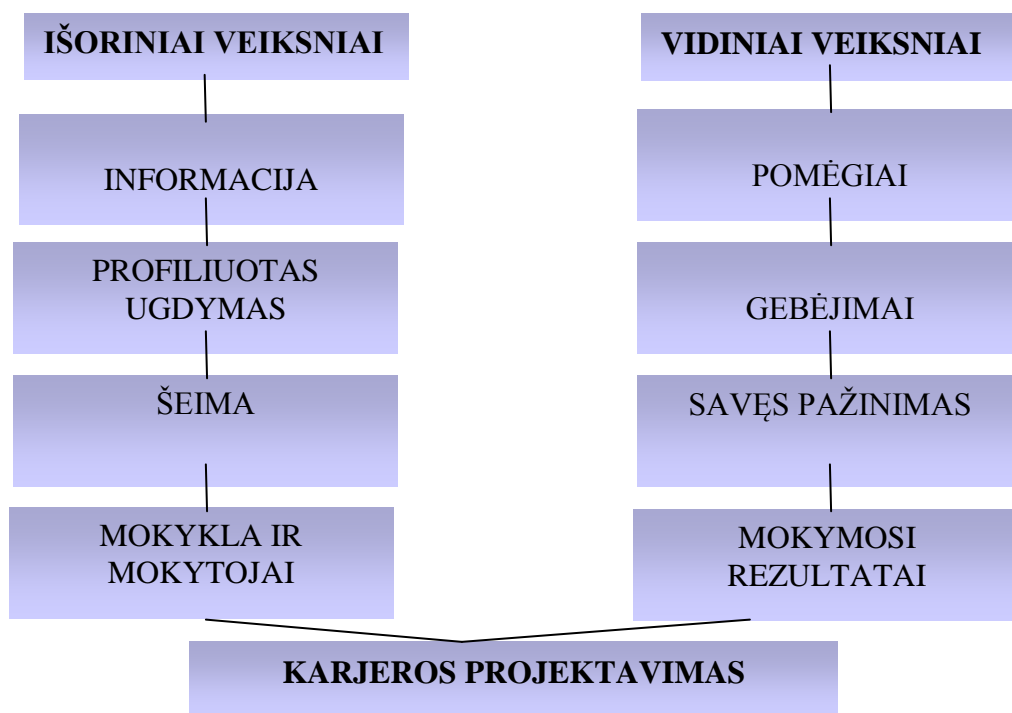 IŠORINIAI VEIKSNIAI
INFORMACIJA
PROFILIUOTAS
UGDYMAS
ŠEIMA
MOKYKLA IR
MOKYTOJAI
VIDINIAI VEIKSNIAI
POMĖGIAI
GEBĖJIMAI
SAVĘS PAŽINIMAS
MOKYMOSI
REZULTATAI
KARJEROS PROJEKTAVIMAS